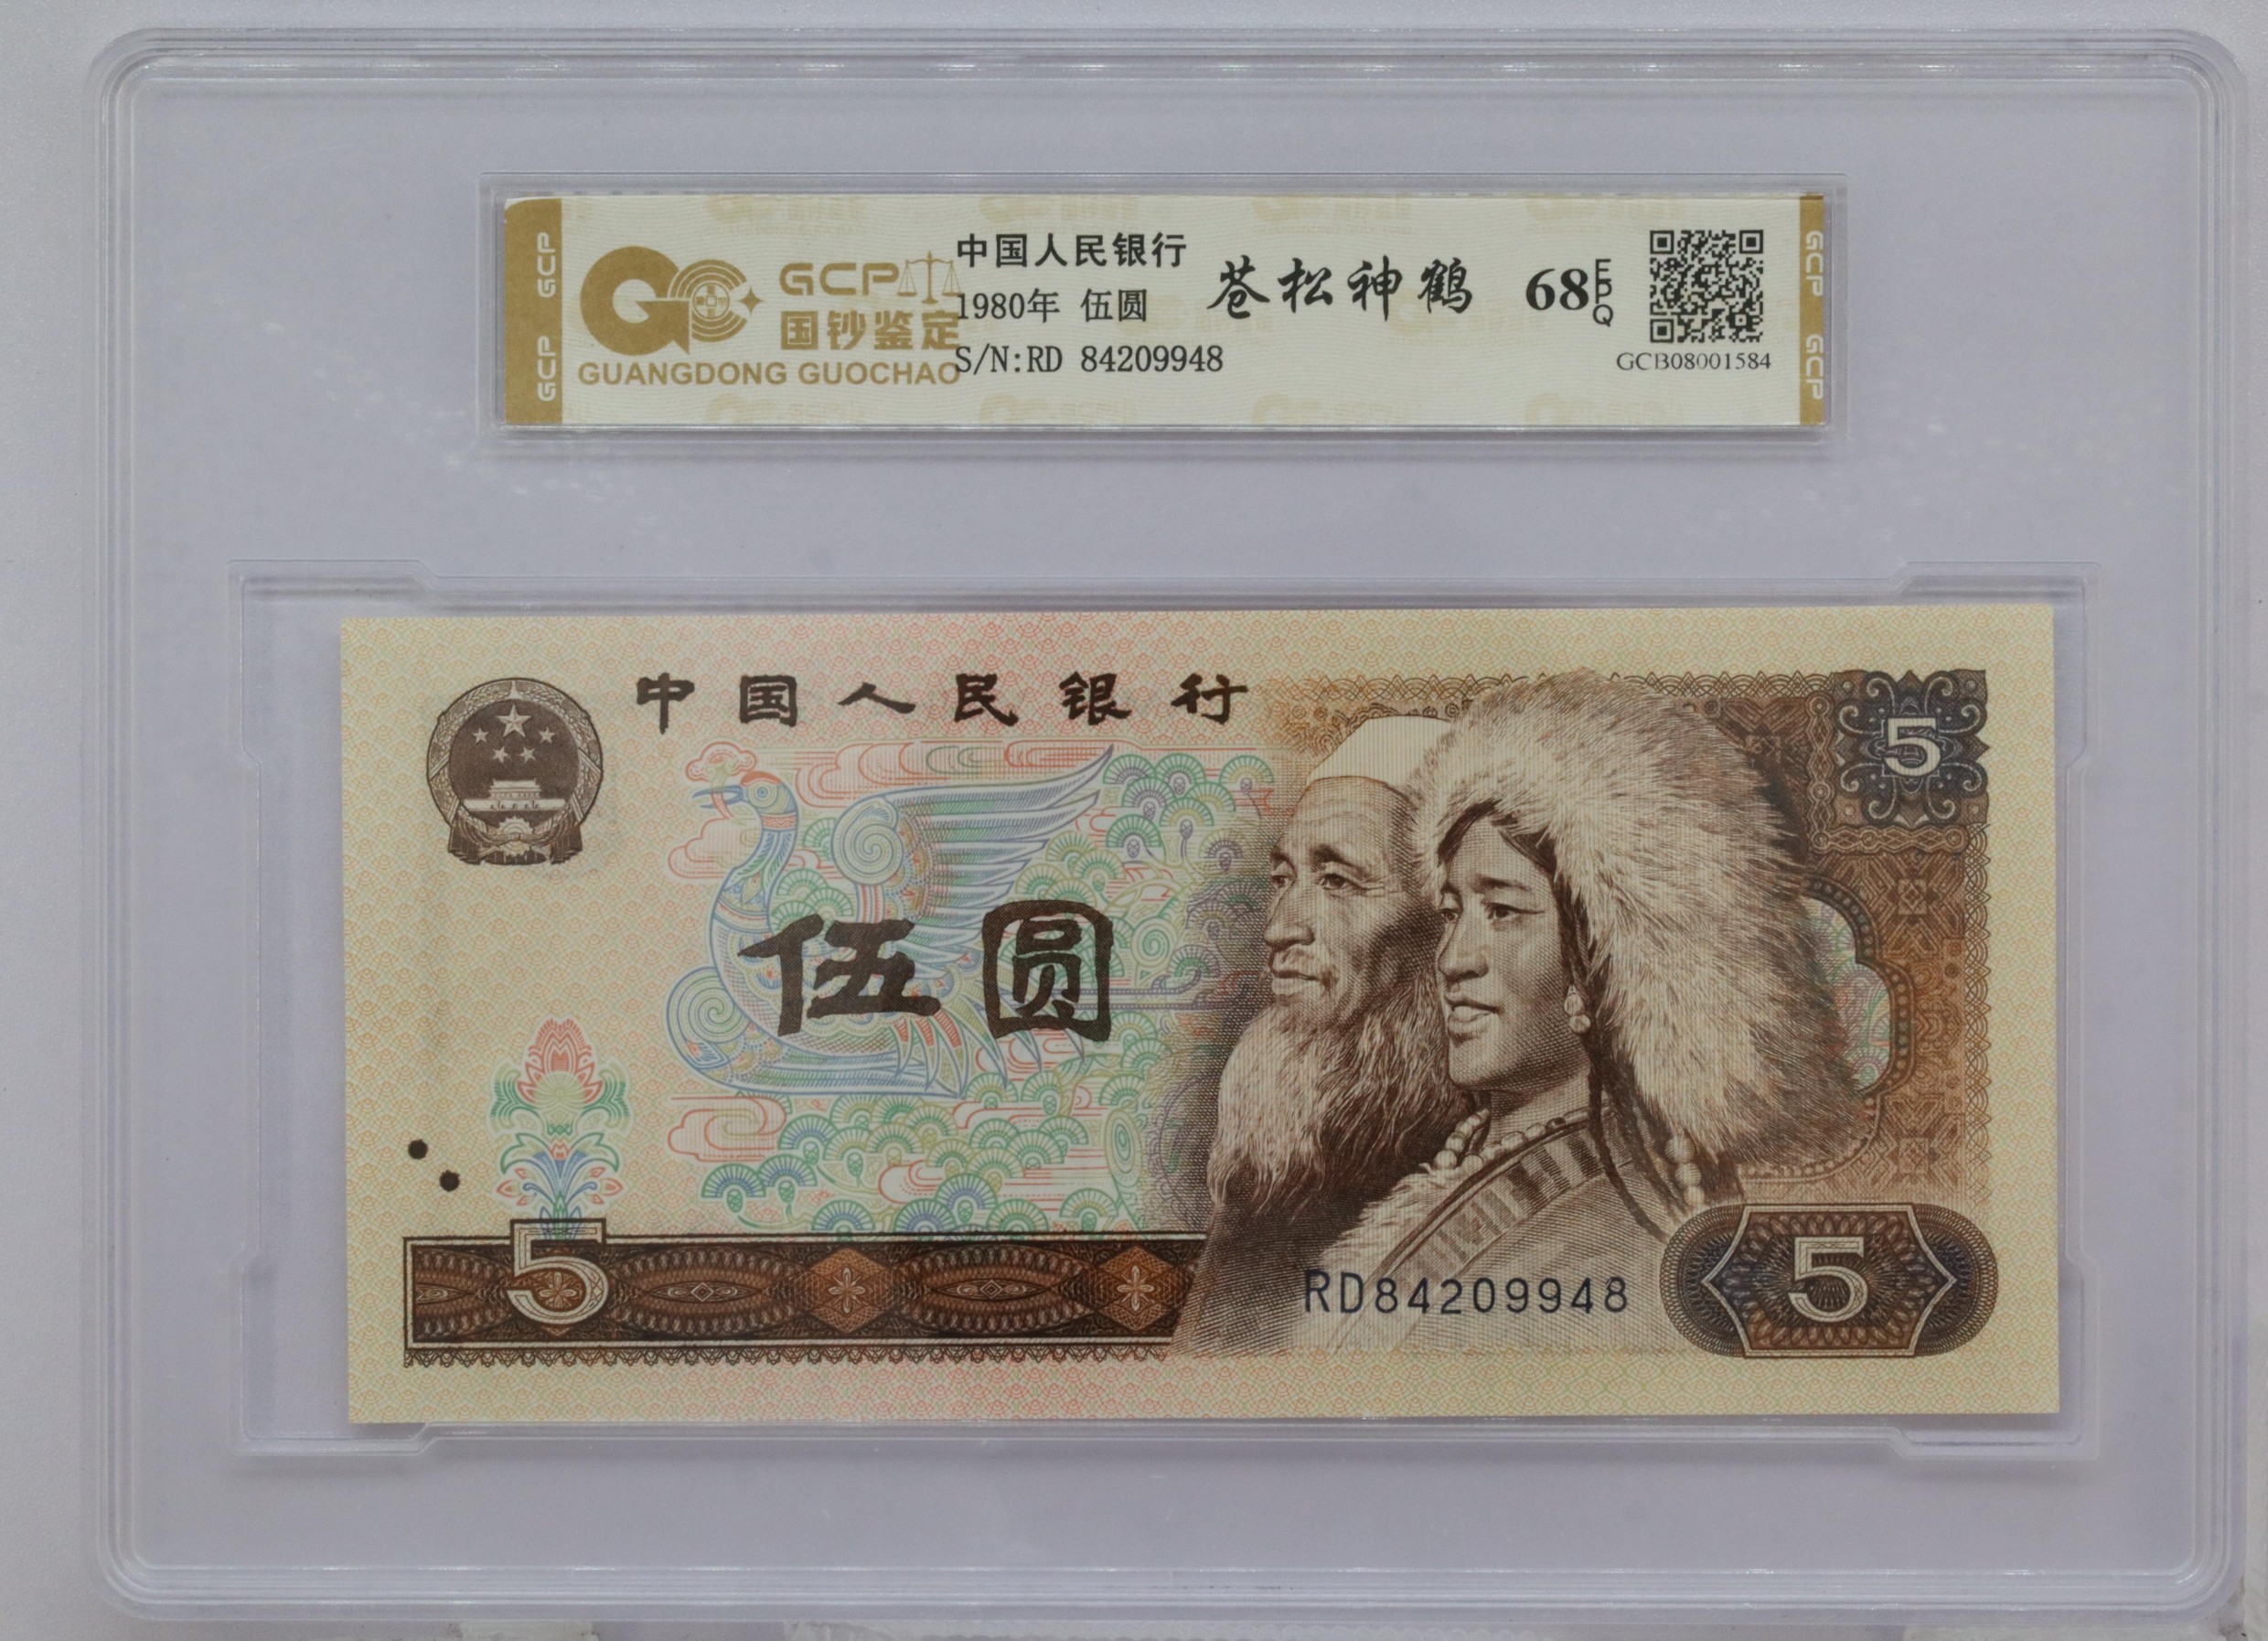 GCP
GCP
GCP
国钞鉴定
GUANGDONG GUOCHAO
中国人民银行
1980年 伍圆
S/N:RD 84209948
苍松神鹤
68 EPQ
GCB08001584
GCP
GCP
中国人民银行
5
伍圆
5
RD84209948
5